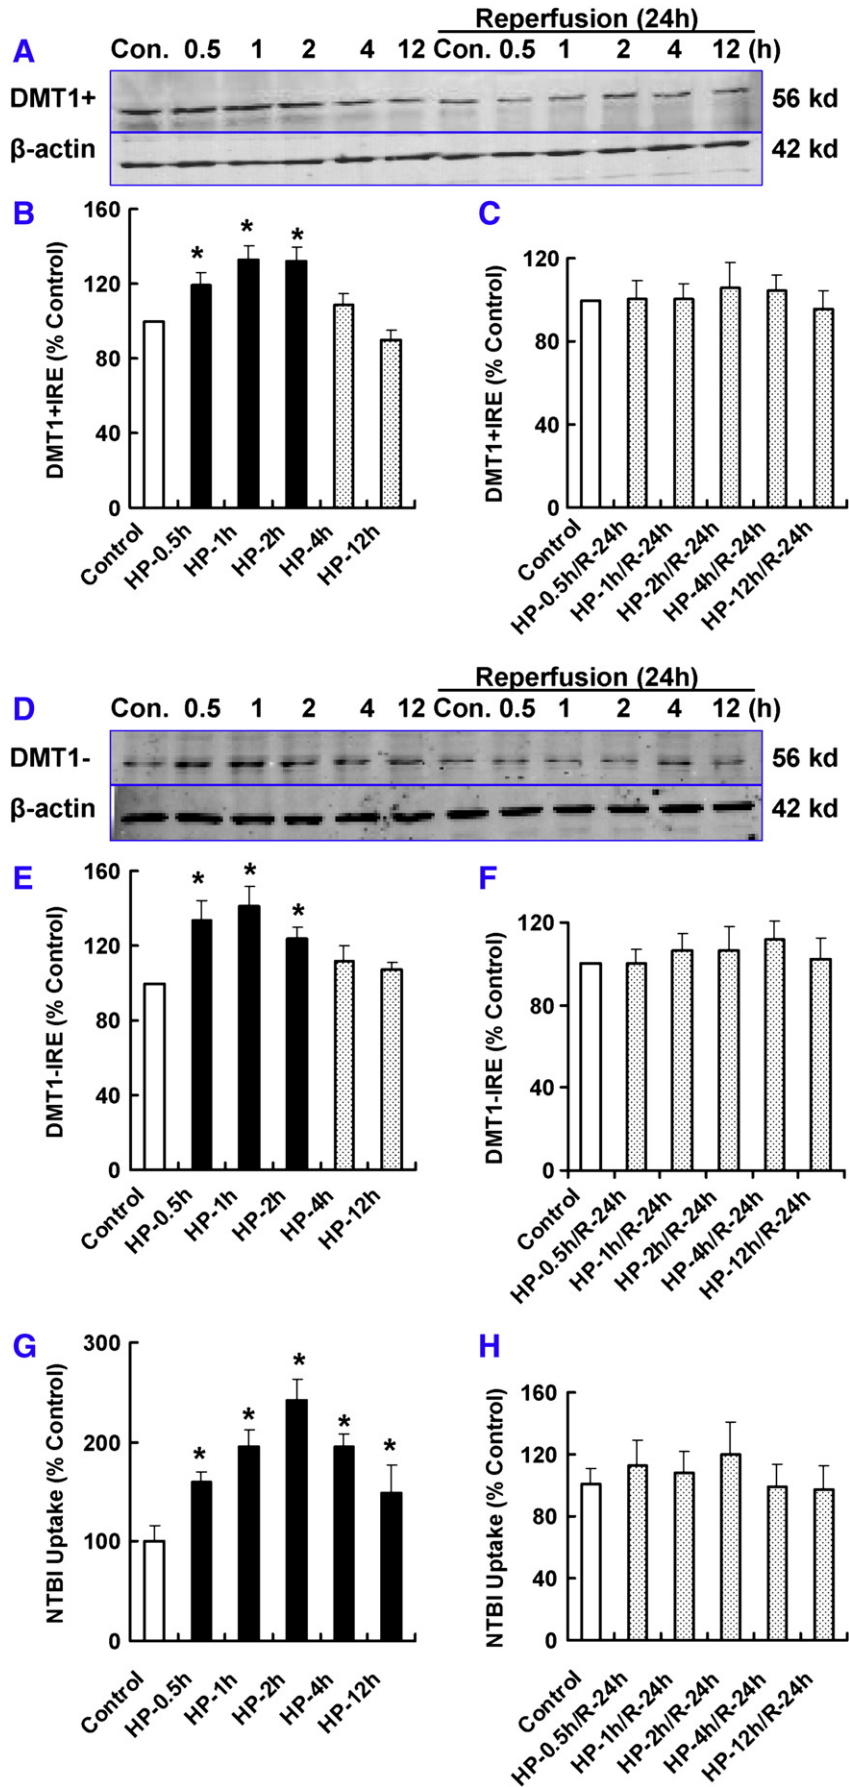 Reperfusion (24h)
A Con. 0.5 1 2 4 12 Con. 0.5 1 2 4 12 (h)
DMT1+ 56 kd
β-actin 42 kd
B
160
120
80
40
0
DMT1+IRE (% Control)
* * *
Control HP-0.5h HP-1h HP-2h HP-4h HP-12h
C
120
80
40
0
DMT1+IRE (% Control)
Control HP-0.5h/R-24h HP-1h/R-24h HP-2h/R-24h HP-4h/R-24h HP-12h/R-24h
Reperfusion (24h)
D Con. 0.5 1 2 4 12 Con. 0.5 1 2 4 12 (h)
DMT1- 56 kd
β-actin 42 kd
E
160
120
80
40
0
DMT1-IRE (% Control)
* * *
Control HP-0.5h HP-1h HP-2h HP-4h HP-12h
F
120
80
40
0
DMT1-IRE (% Control)
Control HP-0.5h/R-24h HP-1h/R-24h HP-2h/R-24h HP-4h/R-24h HP-12h/R-24h
G
300
200
100
0
NTBI Uptake (% Control)
* * * * *
Control HP-0.5h HP-1h HP-2h HP-4h HP-12h
H
160
120
80
40
0
NTBI Uptake (% Control)
Control HP-0.5h/R-24h HP-1h/R-24h HP-2h/R-24h HP-4h/R-24h HP-12h/R-24h